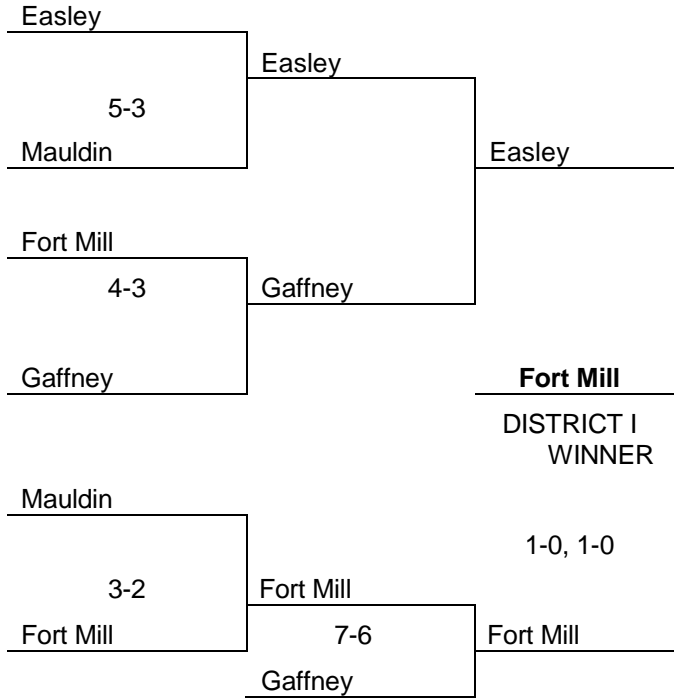 Easley
Easley
5-3
Mauldin
Easley
Fort Mill
4-3
Gaffney
Gaffney
Fort Mill
DISTRICT I
WINNER
Mauldin
1-0, 1-0
3-2
Fort Mill
Fort Mill
7-6
Fort Mill
Gaffney